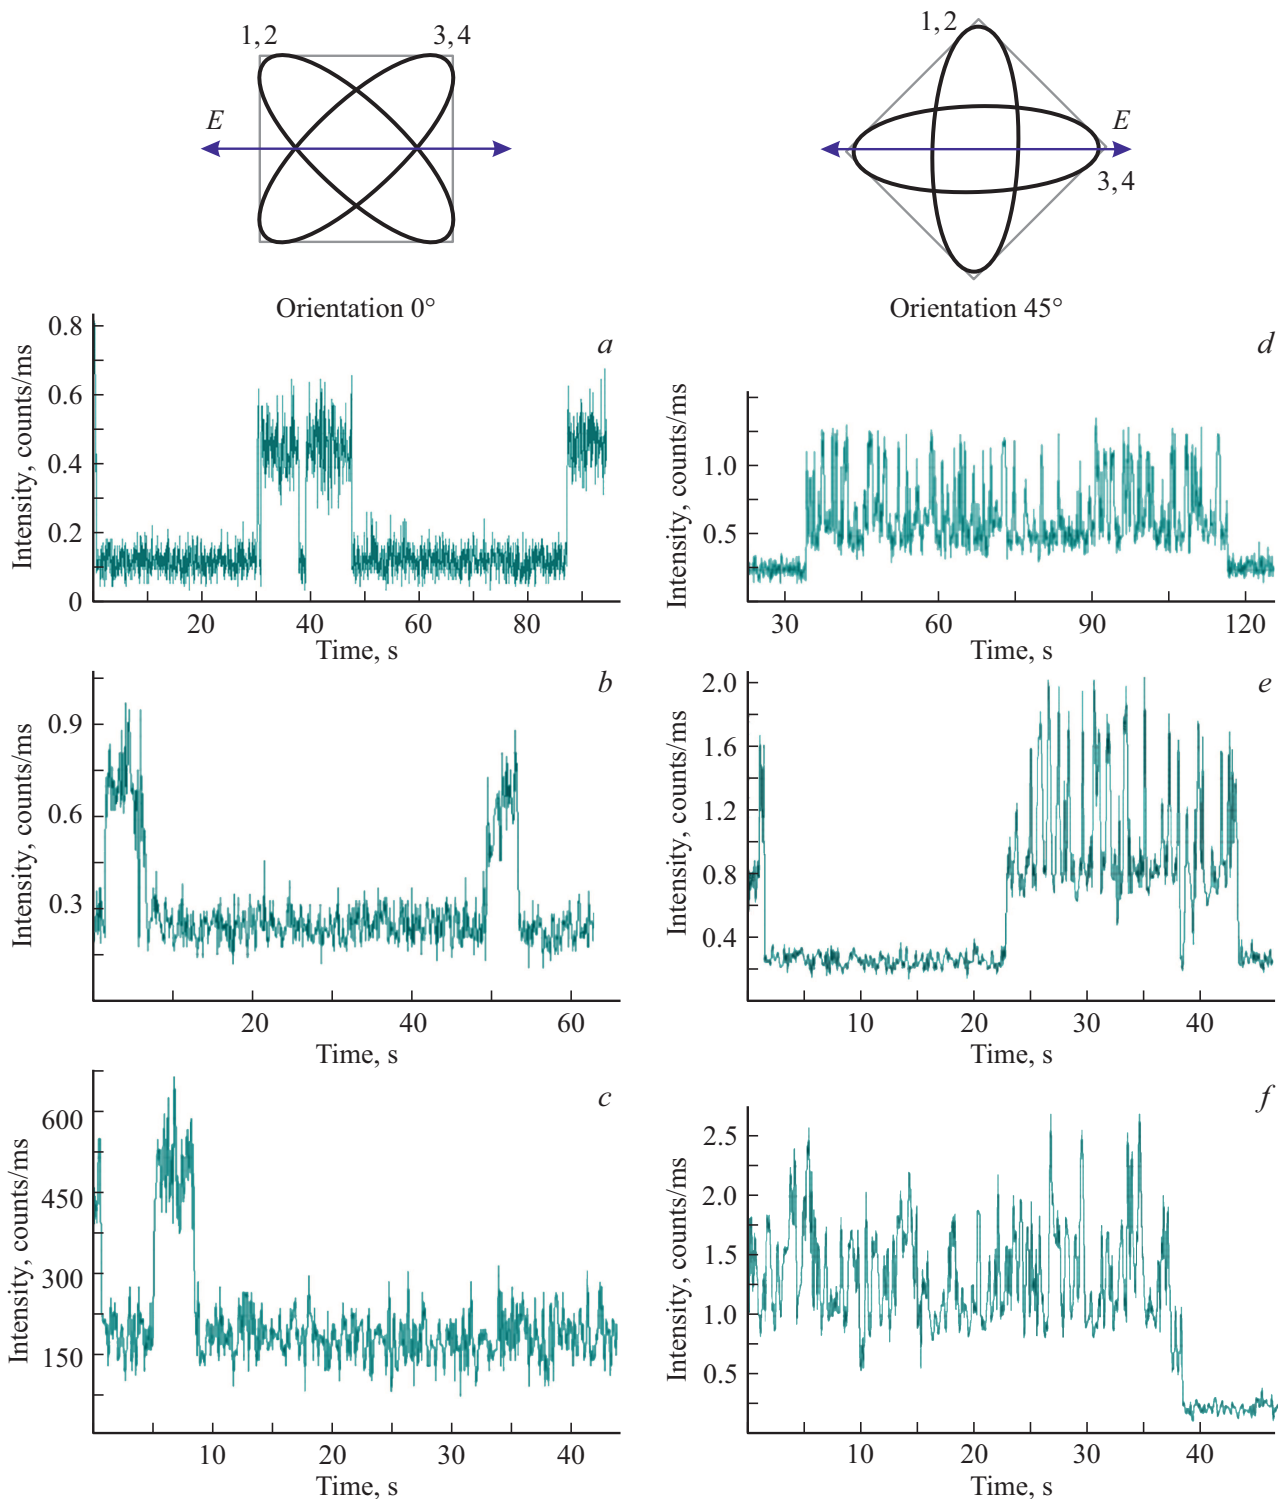 1, 2
3, 4
E
Orientation 0°
1, 2
E
3, 4
Orientation 45°
a
Intensity, counts/ms
0.8
0.6
0.4
0.2
0
20
40
60
80
Time, s
d
Intensity, counts/ms
1.0
0.5
30
60
90
120
Time, s
b
Intensity, counts/ms
0.9
0.6
0.3
20
40
60
Time, s
e
Intensity, counts/ms
2.0
1.6
1.2
0.8
0.4
10
20
30
40
Time, s
c
Intensity, counts/ms
600
450
300
150
10
20
30
40
Time, s
f
Intensity, counts/ms
2.5
2.0
1.5
1.0
0.5
10
20
30
40
Time, s